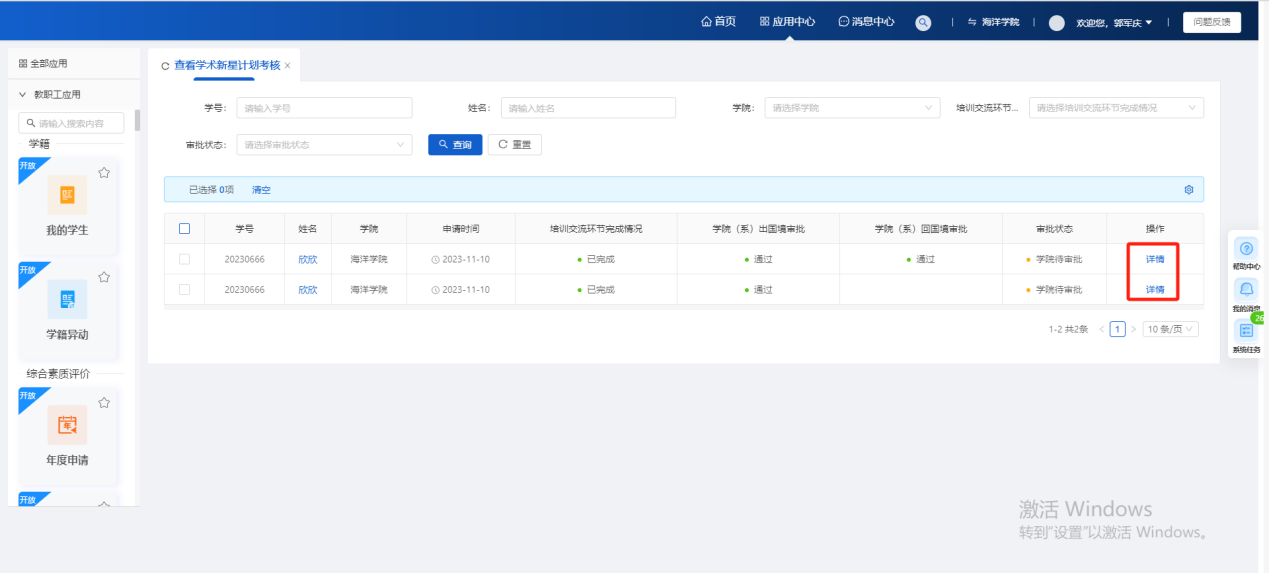 首页 应用中心 消息中心 海洋学院 欢迎您，郭军庆 问题反馈
全部应用
教职工应用
请输入搜索内容
学籍
开放
我的学生
开放
学籍异动
综合素质评价
开放
年度申请
开放
查看学术新星计划考核 ×
学号： 请输入学号 姓名： 请输入姓名 学院： 请选择学院 培训交流环节... 请选择培训交流环节完成情况
审批状态： 请选择审批状态 查询 重置
已选择 0项 清空
学号 姓名 学院 申请时间 培训交流环节完成情况 学院（系）出国境审批 学院（系）回国境审批 审批状态 操作
20230666 欣欣 海洋学院 2023-11-10 已完成 通过 通过 学院待审批 详情
20230666 欣欣 海洋学院 2023-11-10 已完成 通过 学院待审批 详情
1-2 共2条 < 1 > 10 条/页
帮助中心
我的消息
26
系统任务
激活 Windows
转到"设置"以激活 Windows。